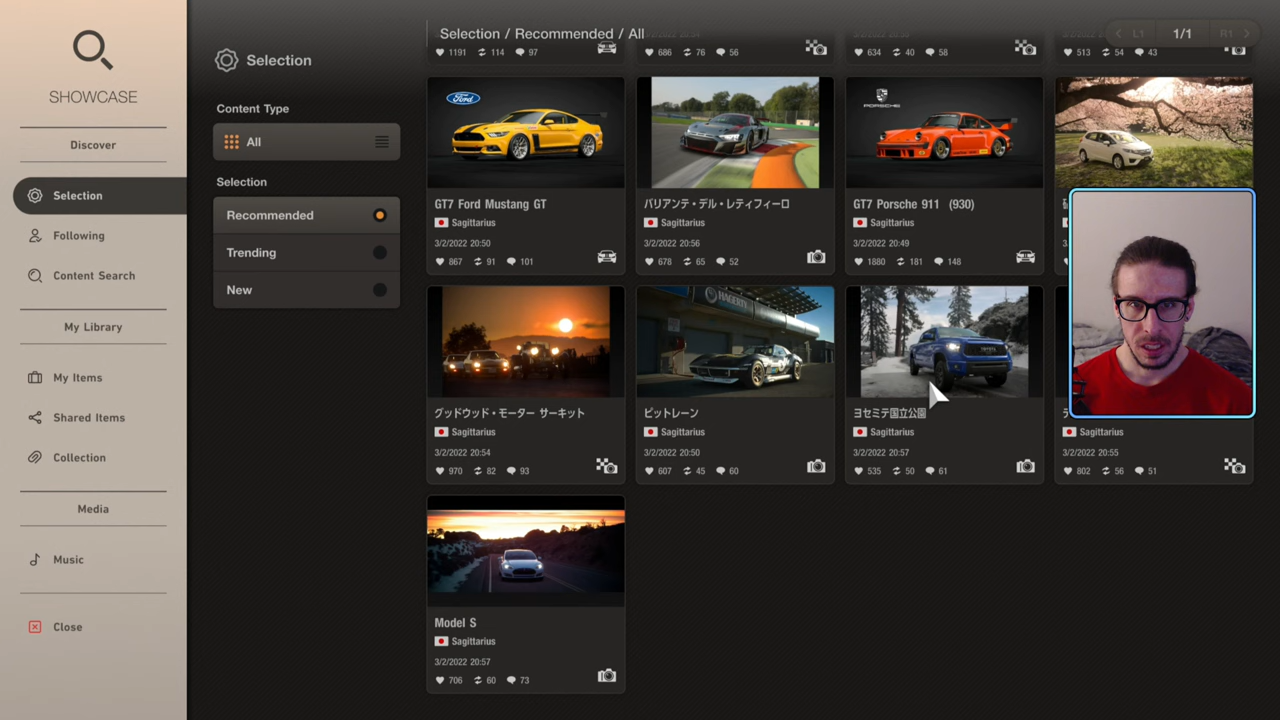 SHOWCASE
Discover
Selection
Following
Content Search
My Library
My Items
Shared Items
Collection
Media
Music
Close
Selection
Content Type
All
Selection
Recommended
Trending
New
Selection / Recommended / All
L1
1/1
R1
1191 114 97
686 76 56
634 40 58
513 54 43
Ford
GT7 Ford Mustang GT
Sagittarius
3/2/2022 20:50
867 91 101
バリアンテ・デル・レティフィーロ
Sagittarius
3/2/2022 20:56
678 65 52
PORSCHE
GT7 Porsche 911 (930)
Sagittarius
3/2/2022 20:49
1880 181 148
グッドウッド・モーター サーキット
Sagittarius
3/2/2022 20:54
970 82 93
HAGERTY
ピットレーン
Sagittarius
3/2/2022 20:50
607 45 60
ヨセミテ国立公園
Sagittarius
3/2/2022 20:57
535 50 61
Sagittarius
3/2/2022 20:55
802 56 51
Model S
Sagittarius
3/2/2022 20:57
706 60 73